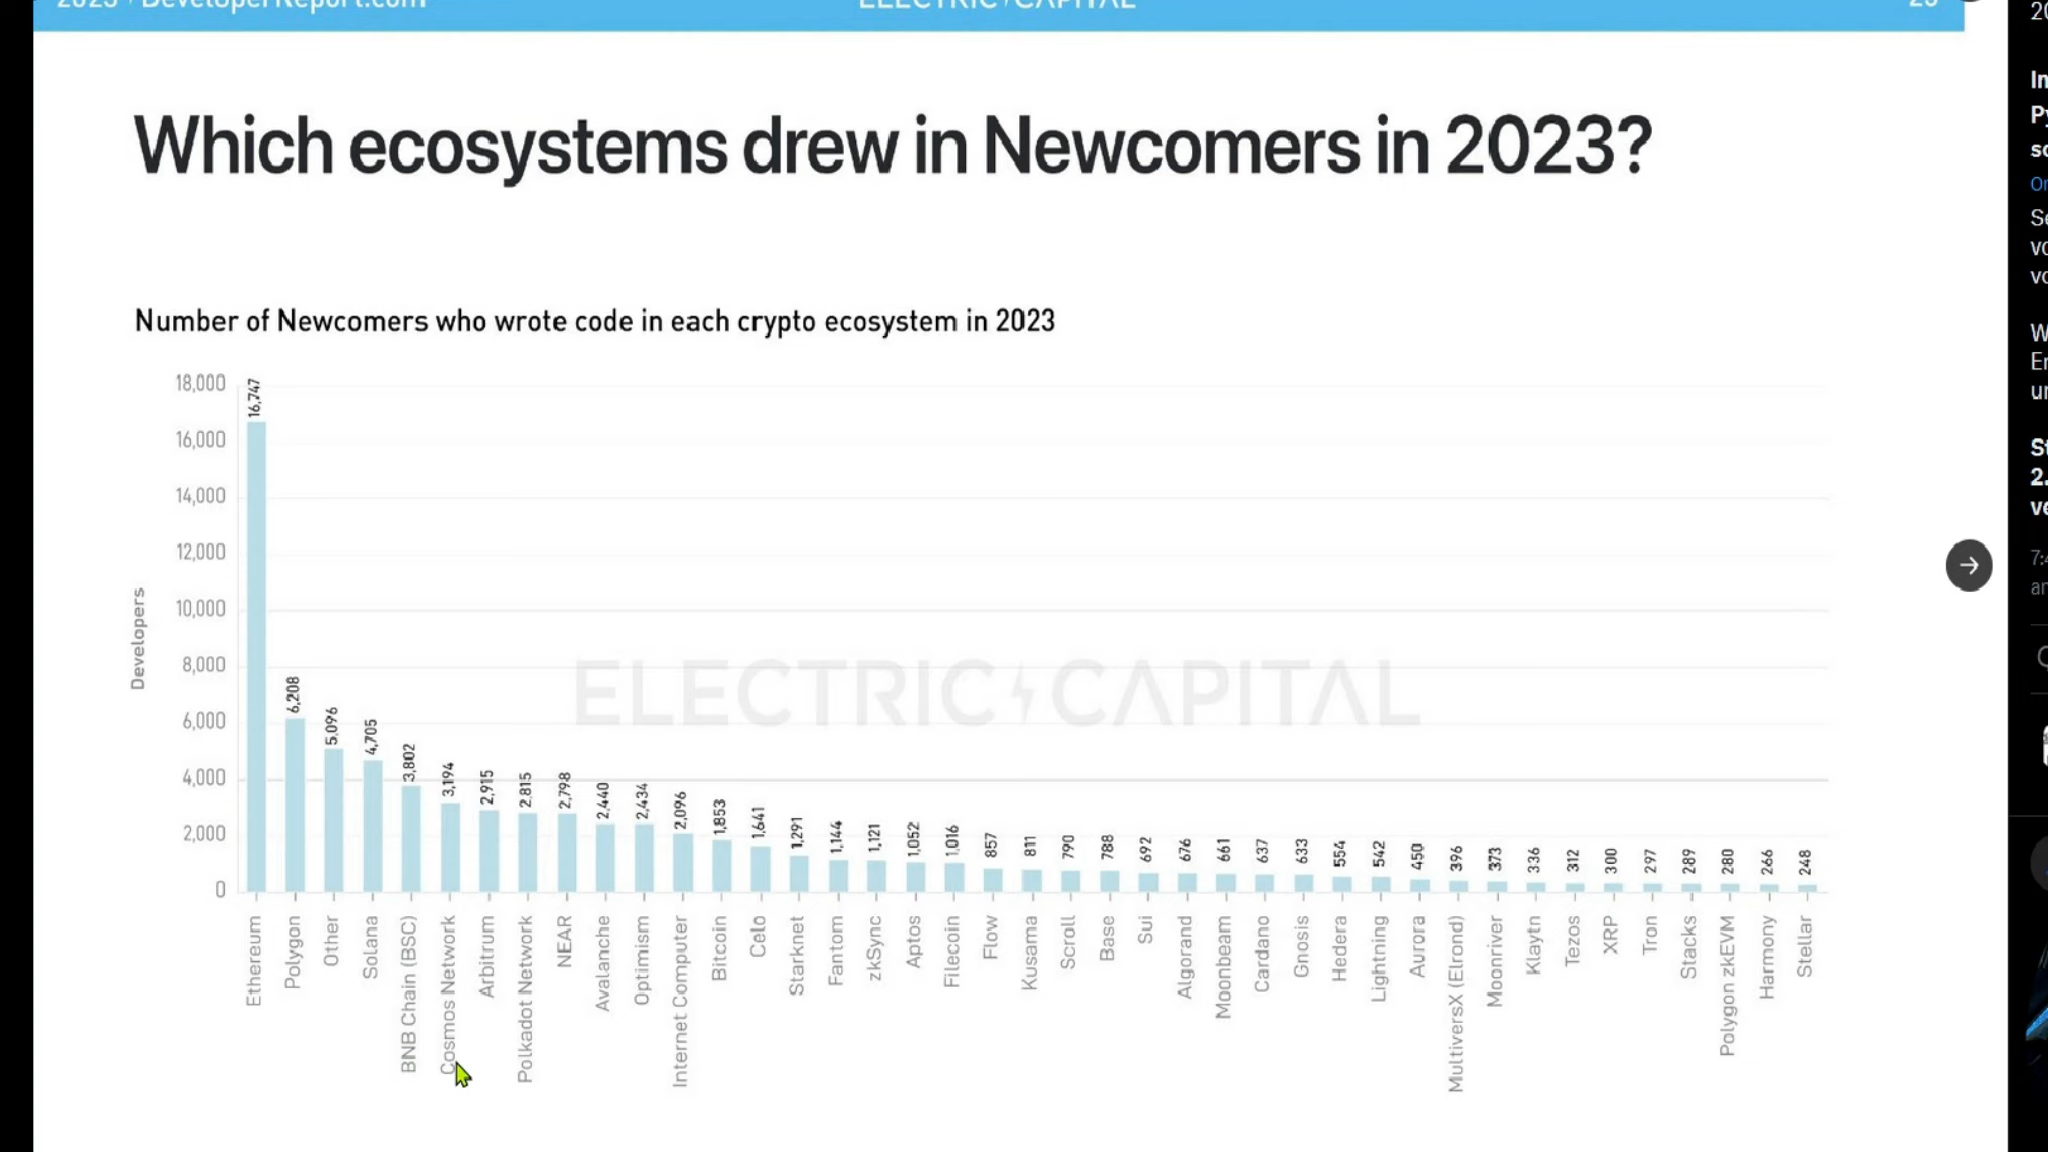 2023 DeveloperReport.com
ELECTRIC CAPITAL
Which ecosystems drew in Newcomers in 2023?
Number of Newcomers who wrote code in each crypto ecosystem in 2023
Developers
18,000
16,000
14,000
12,000
10,000
8,000
6,000
4,000
2,000
0
ELECTRIC CAPITAL
16,747
6,208
5,096
4,705
3,802
3,194
2,915
2,815
2,798
2,440
2,434
2,096
1,853
1,641
1,291
1,144
1,121
1,052
1,016
857
811
790
788
692
676
661
637
633
554
542
450
396
373
336
312
300
297
289
280
266
248
Ethereum
Polygon
Other
Solana
BNB Chain (BSC)
Cosmos Network
Arbitrum
Polkadot Network
NEAR
Avalanche
Optimism
Internet Computer
Bitcoin
Celo
Starknet
Fantom
zkSync
Aptos
Filecoin
Flow
Kusama
Scroll
Base
Sui
Algorand
Moonbeam
Cardano
Gnosis
Hedera
Lightning
Aurora
MultiversX (Elrond)
Moonriver
Klaytn
Tezos
XRP
Tron
Stacks
Polygon zkEVM
Harmony
Stellar